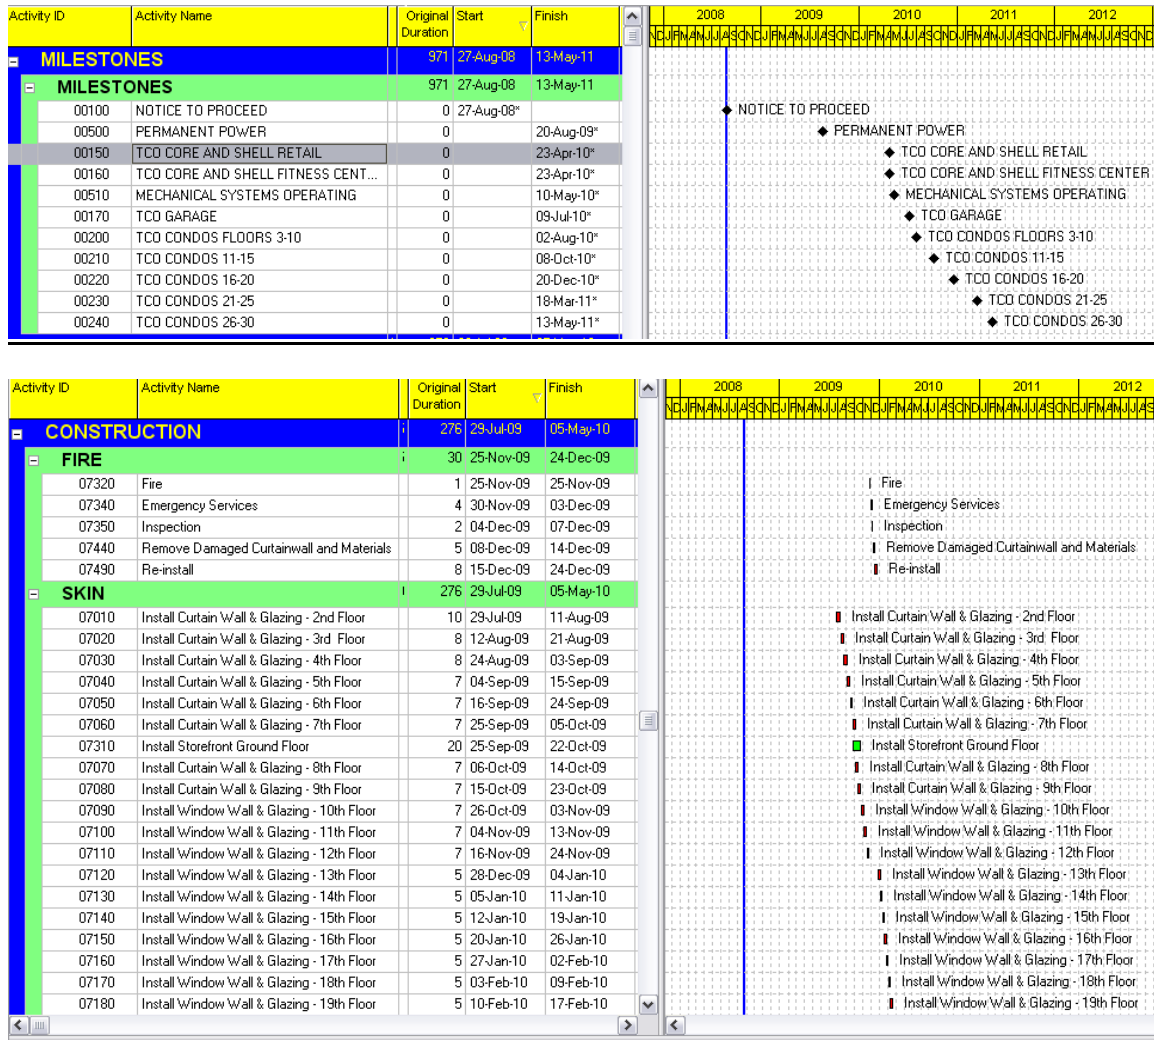 Activity ID Activity Name Original Duration Start Finish 2008 2009 2010 2011 2012
MILESTONES 971 27-Aug-08 13-May-11
MILESTONES 971 27-Aug-08 13-May-11
00100 NOTICE TO PROCEED 0 27-Aug-08* NOTICE TO PROCEED
00500 PERMANENT POWER 0 20-Aug-09* PERMANENT POWER
00150 TCO CORE AND SHELL RETAIL 0 23-Apr-10* TCO CORE AND SHELL RETAIL
00160 TCO CORE AND SHELL FITNESS CENT... 0 23-Apr-10* TCO CORE AND SHELL FITNESS CENTER
00510 MECHANICAL SYSTEMS OPERATING 0 10-May-10* MECHANICAL SYSTEMS OPERATING
00170 TCO GARAGE 0 09-Jul-10* TCO GARAGE
00200 TCO CONDOS FLOORS 3-10 0 02-Aug-10* TCO CONDOS FLOORS 3-10
00210 TCO CONDOS 11-15 0 08-Oct-10* TCO CONDOS 11-15
00220 TCO CONDOS 16-20 0 20-Dec-10* TCO CONDOS 16-20
00230 TCO CONDOS 21-25 0 18-Mar-11* TCO CONDOS 21-25
00240 TCO CONDOS 26-30 0 13-May-11* TCO CONDOS 26-30
Activity ID Activity Name Original Duration Start Finish 2008 2009 2010 2011 2012
CONSTRUCTION 276 29-Jul-09 05-May-10
FIRE 30 25-Nov-09 24-Dec-09
07320 Fire 1 25-Nov-09 25-Nov-09 Fire
07340 Emergency Services 4 30-Nov-09 03-Dec-09 Emergency Services
07350 Inspection 2 04-Dec-09 07-Dec-09 Inspection
07440 Remove Damaged Curtainwall and Materials 5 08-Dec-09 14-Dec-09 Remove Damaged Curtainwall and Materials
07490 Re-install 8 15-Dec-09 24-Dec-09 Re-install
SKIN 276 29-Jul-09 05-May-10
07010 Install Curtain Wall & Glazing - 2nd Floor 10 29-Jul-09 11-Aug-09 Install Curtain Wall & Glazing - 2nd Floor
07020 Install Curtain Wall & Glazing - 3rd Floor 8 12-Aug-09 21-Aug-09 Install Curtain Wall & Glazing - 3rd Floor
07030 Install Curtain Wall & Glazing - 4th Floor 8 24-Aug-09 03-Sep-09 Install Curtain Wall & Glazing - 4th Floor
07040 Install Curtain Wall & Glazing - 5th Floor 7 04-Sep-09 15-Sep-09 Install Curtain Wall & Glazing - 5th Floor
07050 Install Curtain Wall & Glazing - 6th Floor 7 16-Sep-09 24-Sep-09 Install Curtain Wall & Glazing - 6th Floor
07060 Install Curtain Wall & Glazing - 7th Floor 7 25-Sep-09 05-Oct-09 Install Curtain Wall & Glazing - 7th Floor
07310 Install Storefront Ground Floor 20 25-Sep-09 22-Oct-09 Install Storefront Ground Floor
07070 Install Curtain Wall & Glazing - 8th Floor 7 06-Oct-09 14-Oct-09 Install Curtain Wall & Glazing - 8th Floor
07080 Install Curtain Wall & Glazing - 9th Floor 7 15-Oct-09 23-Oct-09 Install Curtain Wall & Glazing - 9th Floor
07090 Install Window Wall & Glazing - 10th Floor 7 26-Oct-09 03-Nov-09 Install Window Wall & Glazing - 10th Floor
07100 Install Window Wall & Glazing - 11th Floor 7 04-Nov-09 13-Nov-09 Install Window Wall & Glazing - 11th Floor
07110 Install Window Wall & Glazing - 12th Floor 7 16-Nov-09 24-Nov-09 Install Window Wall & Glazing - 12th Floor
07120 Install Window Wall & Glazing - 13th Floor 5 28-Dec-09 04-Jan-10 Install Window Wall & Glazing - 13th Floor
07130 Install Window Wall & Glazing - 14th Floor 5 05-Jan-10 11-Jan-10 Install Window Wall & Glazing - 14th Floor
07140 Install Window Wall & Glazing - 15th Floor 5 12-Jan-10 19-Jan-10 Install Window Wall & Glazing - 15th Floor
07150 Install Window Wall & Glazing - 16th Floor 5 20-Jan-10 26-Jan-10 Install Window Wall & Glazing - 16th Floor
07160 Install Window Wall & Glazing - 17th Floor 5 27-Jan-10 02-Feb-10 Install Window Wall & Glazing - 17th Floor
07170 Install Window Wall & Glazing - 18th Floor 5 03-Feb-10 09-Feb-10 Install Window Wall & Glazing - 18th Floor
07180 Install Window Wall & Glazing - 19th Floor 5 10-Feb-10 17-Feb-10 Install Window Wall & Glazing - 19th Floor